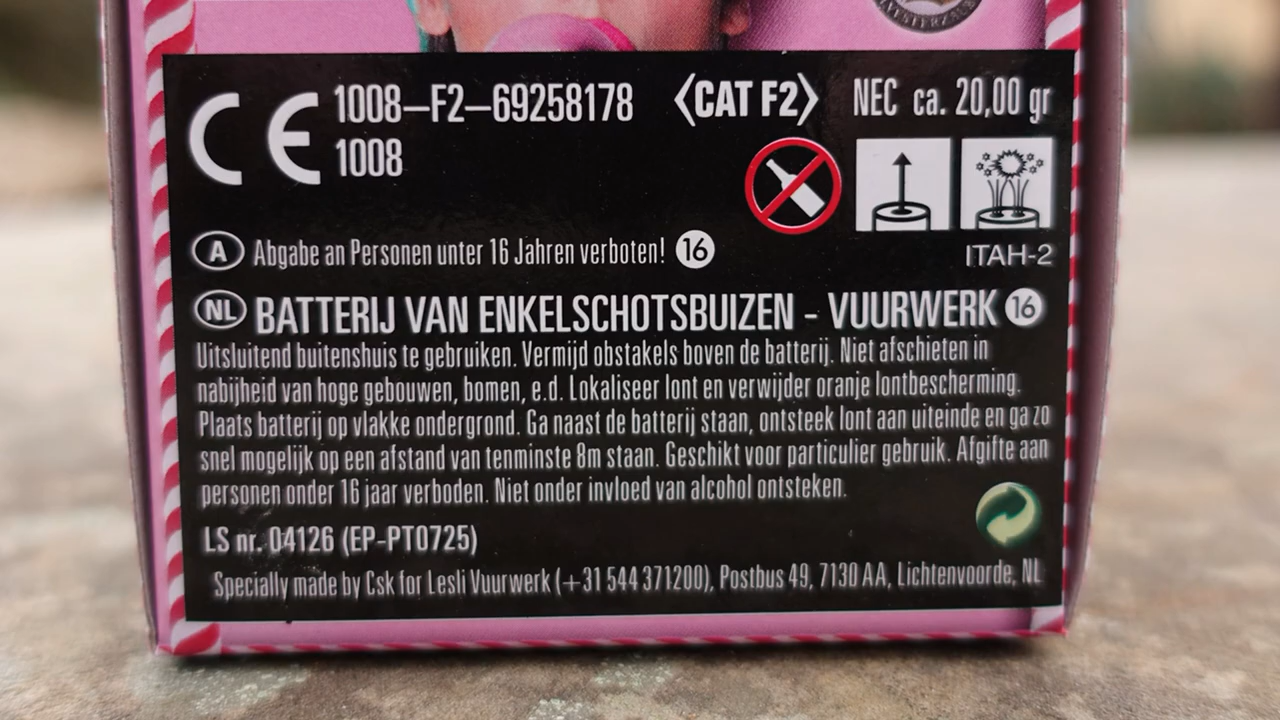 CE 1008–F2–69258178 <CAT F2> NEC ca. 20,00 gr
1008
ITAH-2
A Abgabe an Personen unter 16 Jahren verboten! 16
NL BATTERIJ VAN ENKELSCHOTSBUIZEN - VUURWERK 16
Uitsluitend buitenshuis te gebruiken. Vermijd obstakels boven de batterij. Niet afschieten in
nabijheid van hoge gebouwen, bomen, e.d. Lokaliseer lont en verwijder oranje lontbescherming.
Plaats batterij op vlakke ondergrond. Ga naast de batterij staan, ontsteek lont aan uiteinde en ga zo
snel mogelijk op een afstand van tenminste 8m staan. Geschikt voor particulier gebruik. Afgifte aan
personen onder 16 jaar verboden. Niet onder invloed van alcohol ontsteken.
LS nr. 04126 (EP-PT0725)
Specially made by Csk for Lesli Vuurwerk (+31 544 371200), Postbus 49, 7130 AA, Lichtenvoorde, NL